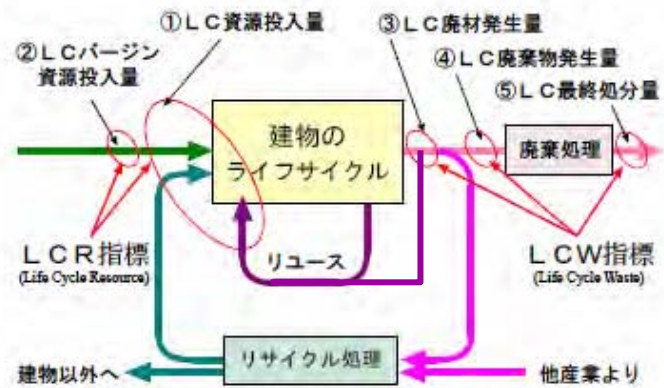 ①LC資源投入量
②LCバージン
資源投入量
③LC廃材発生量
④LC廃棄物発生量
⑤LC最終処分量
建物の
ライフサイクル
廃棄処理
LCR指標
(Life Cycle Resource)
リユース
LCW指標
(Life Cycle Waste)
リサイクル処理
建物以外へ
他産業より